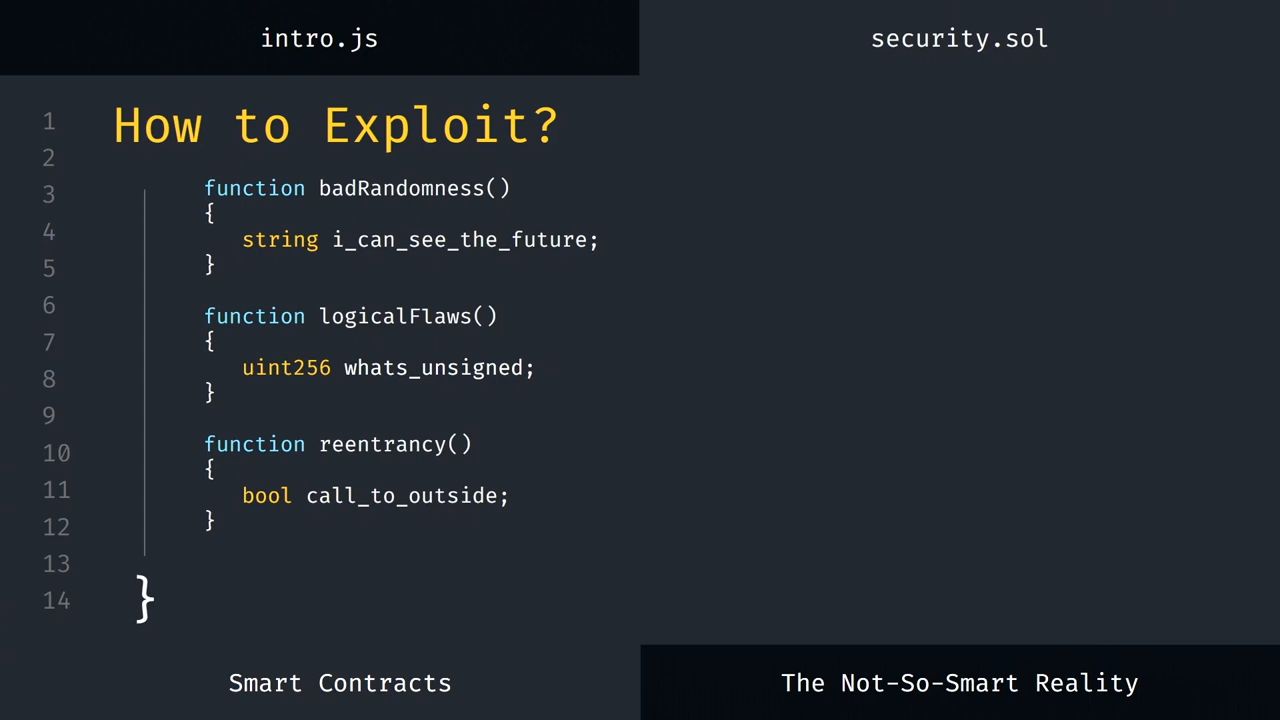 intro.js
security.sol
1
2
3
4
5
6
7
8
9
10
11
12
13
14
How to Exploit?
function badRandomness()
{
string i_can_see_the_future;
}
function logicalFlaws()
{
uint256 whats_unsigned;
}
function reentrancy()
{
bool call_to_outside;
}
}
Smart Contracts
The Not-So-Smart Reality